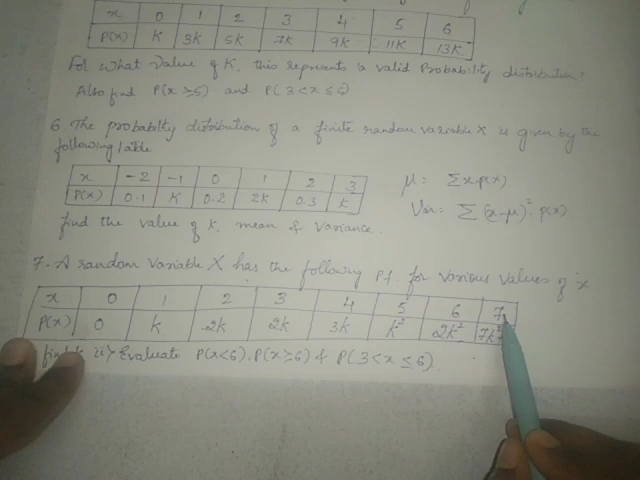 x 0 1 2 3 4 5 6
P(x) K 3K 5K 7K 9K 11K 13K
For what value of K, this represents a valid Probability distribution?
Also find P(x ≥5) and P(3<x≤6)
6. The probabilty distribution of a finite random variable X is given by the
following table
x -2 -1 0 1 2 3
P(x) 0.1 K 0.2 2K 0.3 k
μ = Σx·p(x)
Var = Σ (x-μ)²·p(x)
find the value of K, mean & variance.
7. A random variable X has the following p.f. for various values of x
x 0 1 2 3 4 5 6 7
P(x) 0 k 2k 2k 3k k² 2k² 7k²
find k ii) Evaluate P(x<6), P(x≥6) & P(3<x≤6)